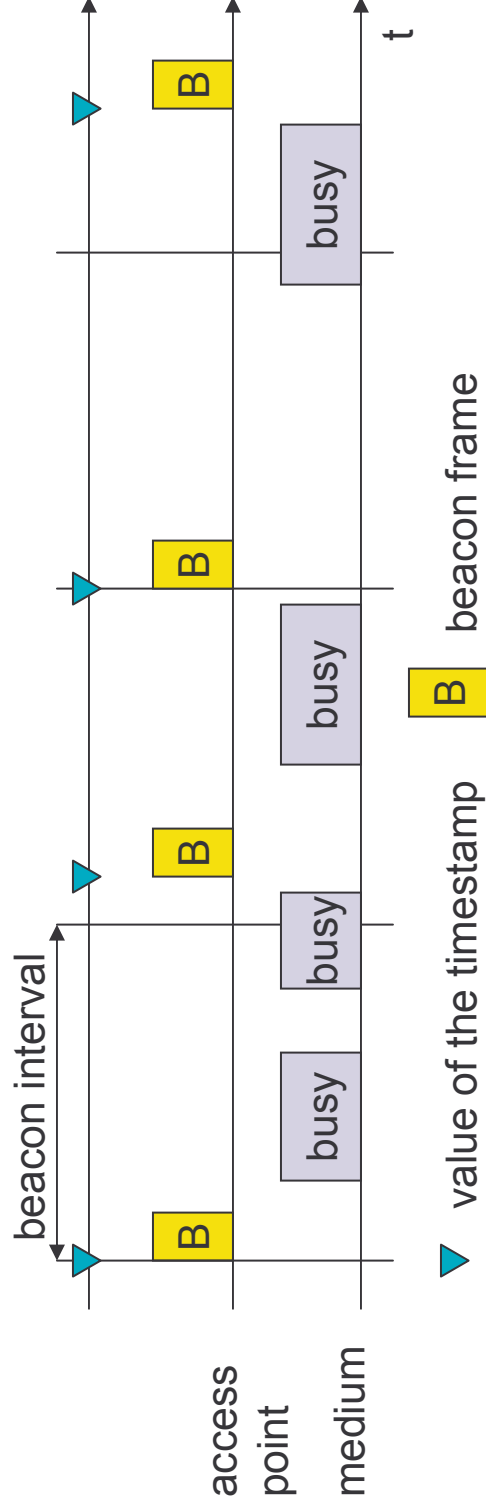 beacon interval
B
B
B
B
access
point
busy
busy
busy
busy
medium
t
value of the timestamp
B
beacon frame